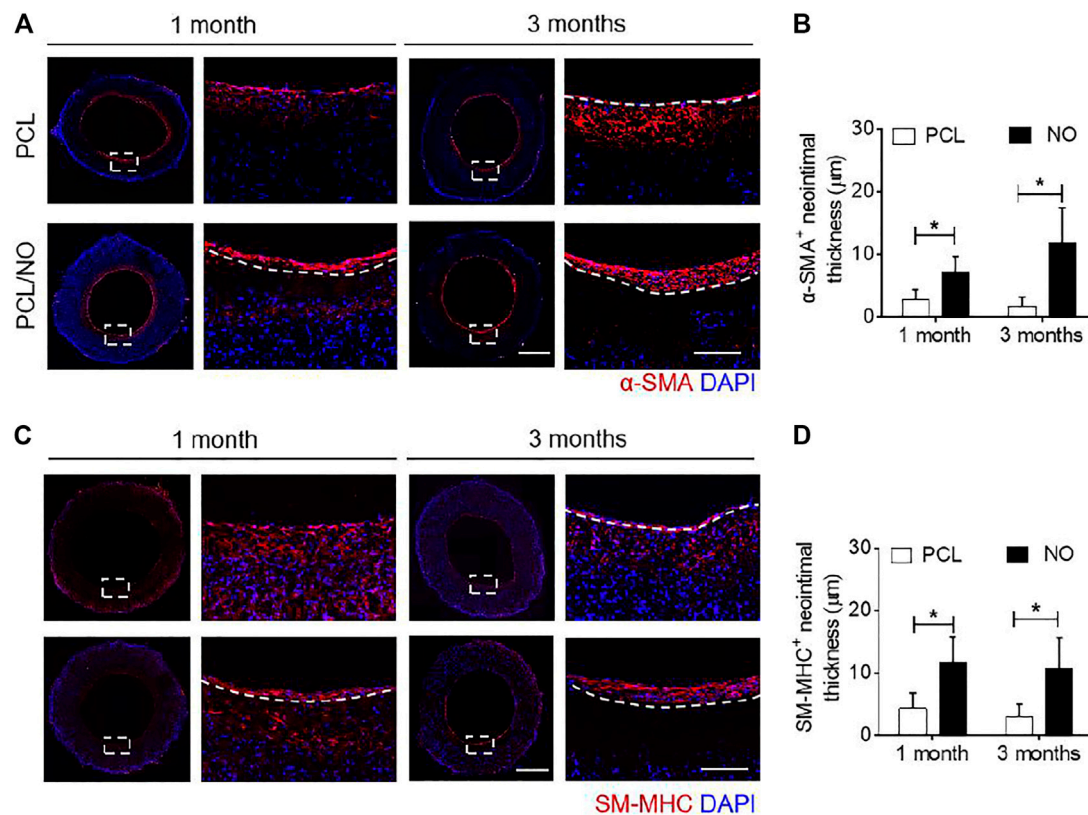 A
1 month
3 months
PCL
PCL/NO
α-SMA DAPI
B
PCL NO
α-SMA+ neointimal
thickness (μm)
30
20
10
0
*
*
1 month 3 months
C
1 month
3 months
SM-MHC DAPI
D
PCL NO
SM-MHC+ neointimal
thickness (μm)
30
20
10
0
*
*
1 month 3 months